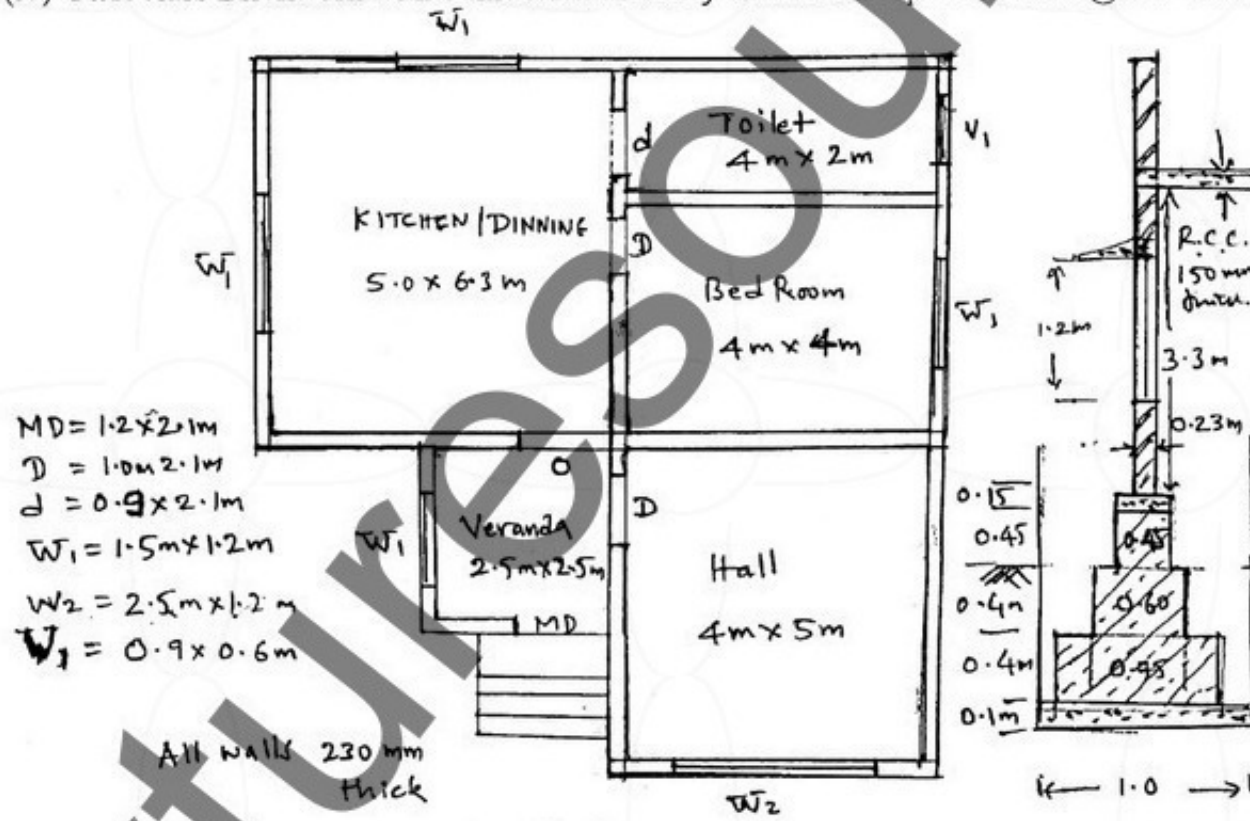 W1
Toilet
4m x 2m
V1
d
KITCHEN/DINNING
5.0 x 6.3 m
D
Bed Room
4m x 4m
W1
W1
R.C.C.
150 mm
1.2m
3.3 m
0.23m
MD = 1.2 x 2.1m
D = 1.0m 2.1m
d = 0.9 x 2.1m
W1 = 1.5m x 1.2m
W2 = 2.5m x 1.2 m
V1 = 0.9 x 0.6m
O
D
W1
Veranda
2.5m x 2.5m
MD
Hall
4m x 5m
0.15
0.45
0.45
0.4m
0.60
0.4m
0.95
0.1m
1.0
All walls 230 mm
thick
W2